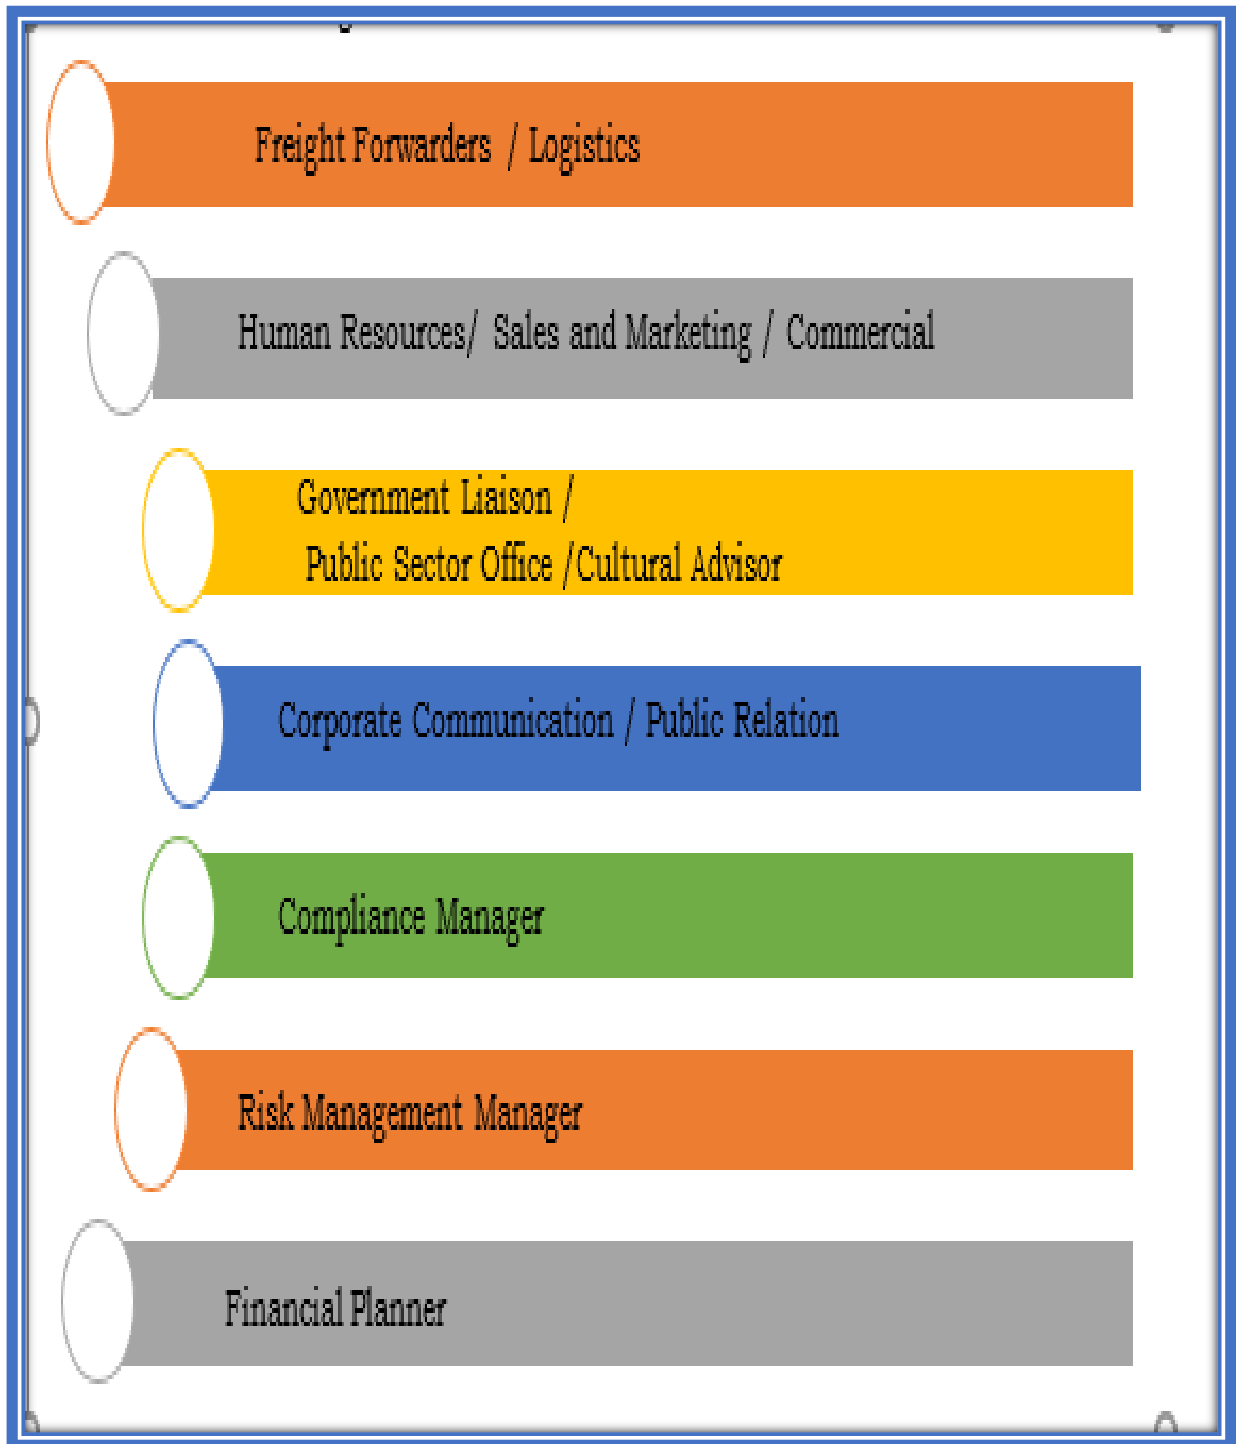 Freight Forwarders / Logistics
Human Resources/ Sales and Marketing / Commercial
Government Liaison /
Public Sector Office /Cultural Advisor
Corporate Communication / Public Relation
Compliance Manager
Risk Management Manager
Financial Planner